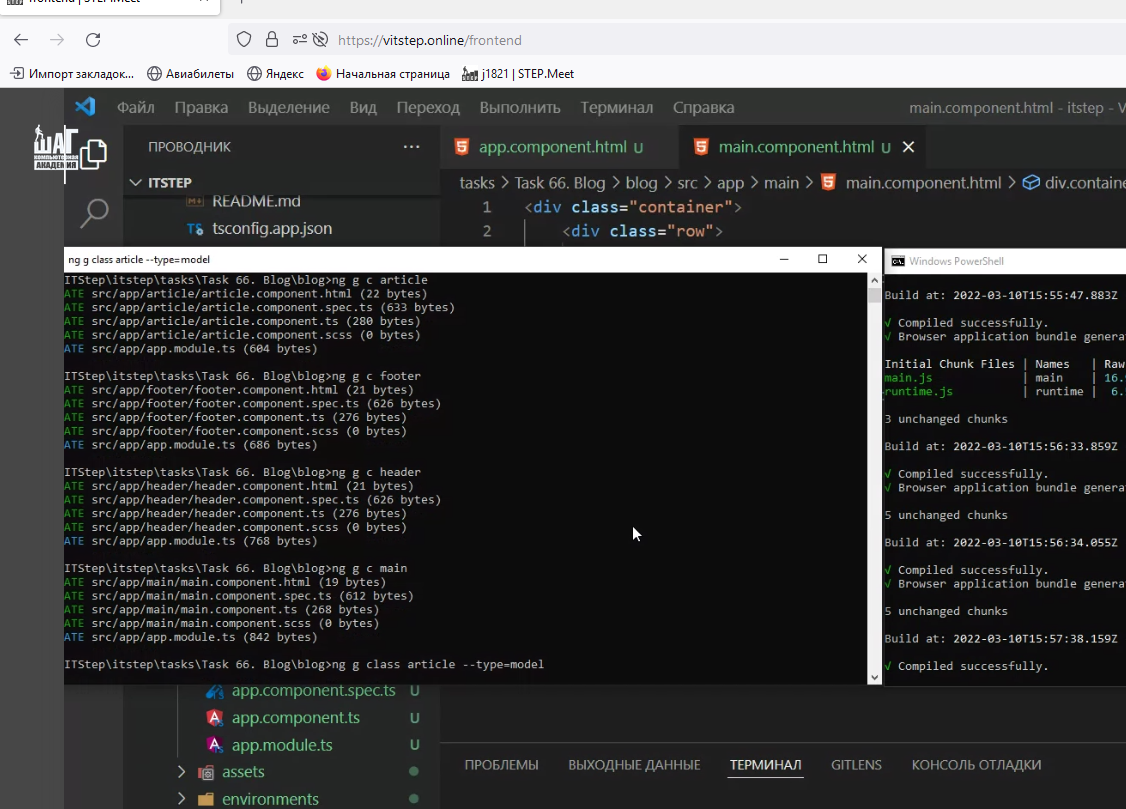 frontend | STEP.Meet
https://vitstep.online/frontend
Импорт закладок... Авиабилеты Яндекс Начальная страница j1821 | STEP.Meet
Файл Правка Выделение Вид Переход Выполнить Терминал Справка main.component.html - itstep - V
ШАГ
КОМПЬЮТЕРНАЯ
АКАДЕМИЯ
ПРОВОДНИК ... app.component.html U main.component.html U
ITSTEP
tasks > Task 66. Blog > blog > src > app > main > main.component.html > div.containe
README.md
tsconfig.app.json
1 <div class="container">
2 <div class="row">
ng g class article --type=model
ITStep\itstep\tasks\Task 66. Blog\blog>ng g c article
ATE src/app/article/article.component.html (22 bytes)
ATE src/app/article/article.component.spec.ts (633 bytes)
ATE src/app/article/article.component.ts (280 bytes)
ATE src/app/article/article.component.scss (0 bytes)
ATE src/app/app.module.ts (604 bytes)
ITStep\itstep\tasks\Task 66. Blog\blog>ng g c footer
ATE src/app/footer/footer.component.html (21 bytes)
ATE src/app/footer/footer.component.spec.ts (626 bytes)
ATE src/app/footer/footer.component.ts (276 bytes)
ATE src/app/footer/footer.component.scss (0 bytes)
ATE src/app/app.module.ts (686 bytes)
ITStep\itstep\tasks\Task 66. Blog\blog>ng g c header
ATE src/app/header/header.component.html (21 bytes)
ATE src/app/header/header.component.spec.ts (626 bytes)
ATE src/app/header/header.component.ts (276 bytes)
ATE src/app/header/header.component.scss (0 bytes)
ATE src/app/app.module.ts (768 bytes)
ITStep\itstep\tasks\Task 66. Blog\blog>ng g c main
ATE src/app/main/main.component.html (19 bytes)
ATE src/app/main/main.component.spec.ts (612 bytes)
ATE src/app/main/main.component.ts (268 bytes)
ATE src/app/main/main.component.scss (0 bytes)
ATE src/app/app.module.ts (842 bytes)
ITStep\itstep\tasks\Task 66. Blog\blog>ng g class article --type=model
Windows PowerShell
Build at: 2022-03-10T15:55:47.883Z
√ Compiled successfully.
√ Browser application bundle genera
Initial Chunk Files | Names | Raw
main.js | main | 16.
runtime.js | runtime | 6.
3 unchanged chunks
Build at: 2022-03-10T15:56:33.859Z
√ Compiled successfully.
√ Browser application bundle genera
5 unchanged chunks
Build at: 2022-03-10T15:56:34.055Z
√ Compiled successfully.
√ Browser application bundle genera
5 unchanged chunks
Build at: 2022-03-10T15:57:38.159Z
√ Compiled successfully.
app.component.spec.ts U
app.component.ts U
app.module.ts U
assets
environments
ПРОБЛЕМЫ ВЫХОДНЫЕ ДАННЫЕ ТЕРМИНАЛ GITLENS КОНСОЛЬ ОТЛАДКИ